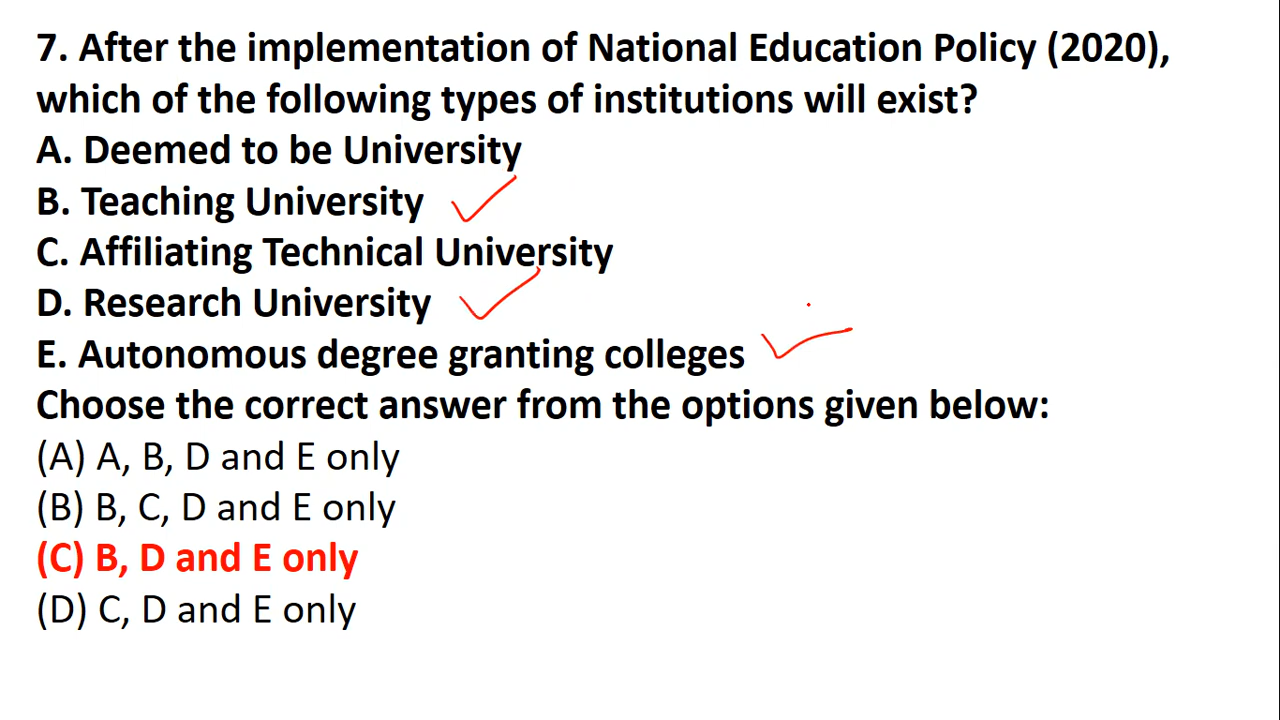 7. After the implementation of National Education Policy (2020),
which of the following types of institutions will exist?
A. Deemed to be University
B. Teaching University
C. Affiliating Technical University
D. Research University
E. Autonomous degree granting colleges
Choose the correct answer from the options given below:
(A) A, B, D and E only
(B) B, C, D and E only
(C) B, D and E only
(D) C, D and E only